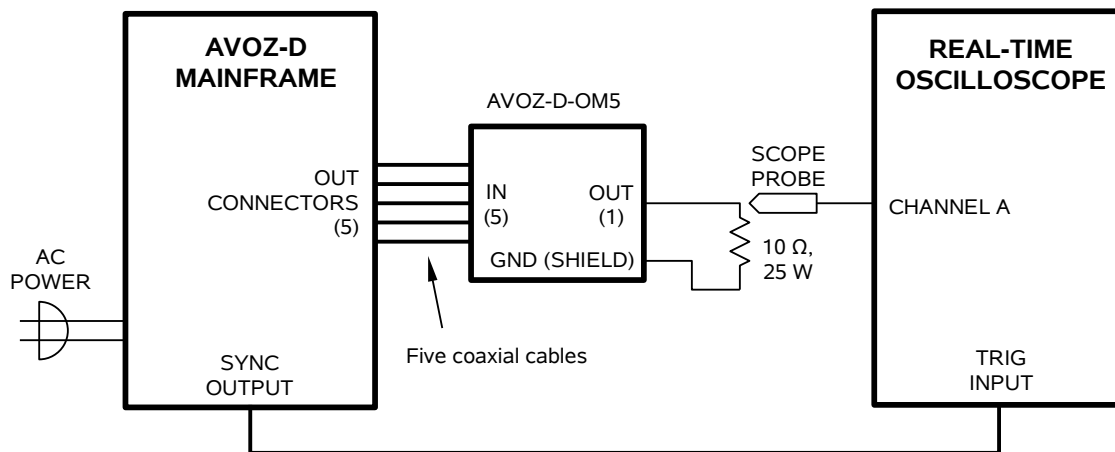 AVOZ-D
MAINFRAME
REAL-TIME
OSCILLOSCOPE
AVOZ-D-OM5
OUT
CONNECTORS
(5)
IN
(5)
OUT
(1)
GND (SHIELD)
SCOPE
PROBE
CHANNEL A
10 Ω,
25 W
AC
POWER
Five coaxial cables
SYNC
OUTPUT
TRIG
INPUT